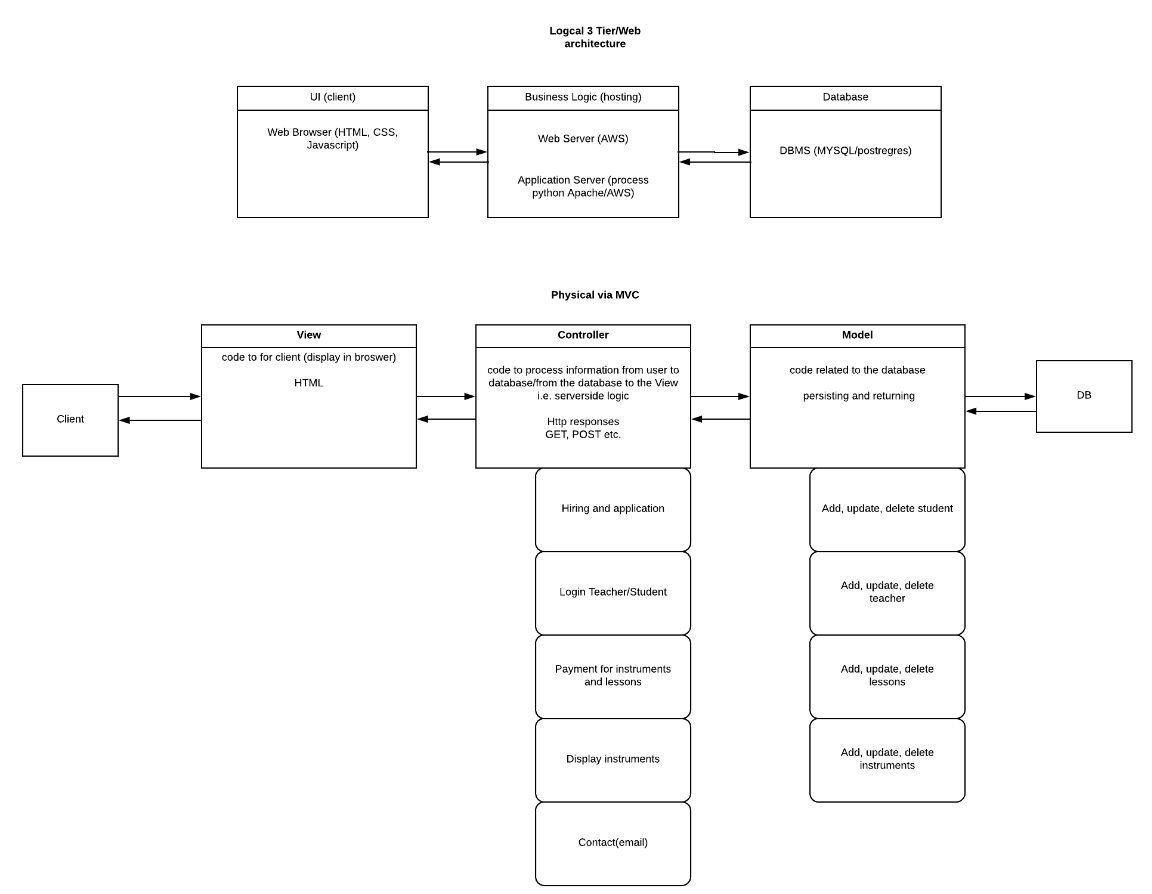 Logcal 3 Tier/Web
architecture
UI (client)
Business Logic (hosting)
Database
Web Browser (HTML, CSS,
Javascript)
Web Server (AWS)
Application Server (process
python Apache/AWS)
DBMS (MYSQL/postregres)
Physical via MVC
Client
View
code to for client (display in broswer)
HTML
Controller
code to process information from user to
database/from the database to the View
i.e. serverside logic
Http responses
GET, POST etc.
Model
code related to the database
persisting and returning
DB
Hiring and application
Login Teacher/Student
Payment for instruments
and lessons
Display instruments
Contact(email)
Add, update, delete student
Add, update, delete
teacher
Add, update, delete
lessons
Add, update, delete
instruments